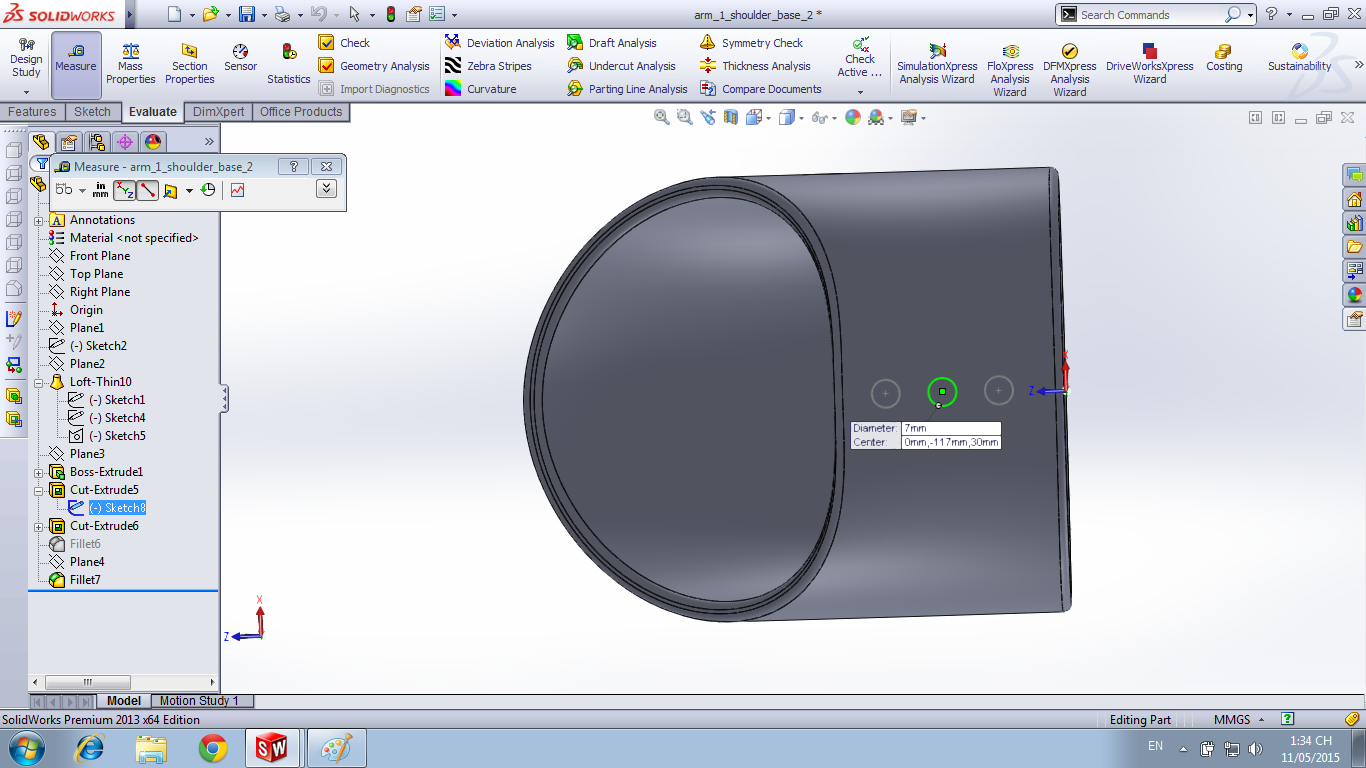 SOLIDWORKS
arm_1_shoulder_base_2 *
Search Commands
Design Study
Measure
Mass Properties
Section Properties
Sensor
Statistics
Check
Geometry Analysis
Import Diagnostics
Deviation Analysis
Zebra Stripes
Curvature
Draft Analysis
Undercut Analysis
Parting Line Analysis
Symmetry Check
Thickness Analysis
Compare Documents
Check Active ...
SimulationXpress Analysis Wizard
FloXpress Analysis Wizard
DFMXpress Analysis Wizard
DriveWorksXpress Wizard
Costing
Sustainability
Features
Sketch
Evaluate
DimXpert
Office Products
Measure - arm_1_shoulder_base_2
in
mm
Annotations
Material <not specified>
Front Plane
Top Plane
Right Plane
Origin
Plane1
(-) Sketch2
Plane2
Loft-Thin10
(-) Sketch1
(-) Sketch4
(-) Sketch5
Plane3
Boss-Extrude1
Cut-Extrude5
(-) Sketch8
Cut-Extrude6
Fillet6
Plane4
Fillet7
Diameter: 7mm
Center: 0mm,-117mm,30mm
X
Z
X
Z
Model
Motion Study 1
SolidWorks Premium 2013 x64 Edition
Editing Part
MMGS
EN
1:34 CH
11/05/2015